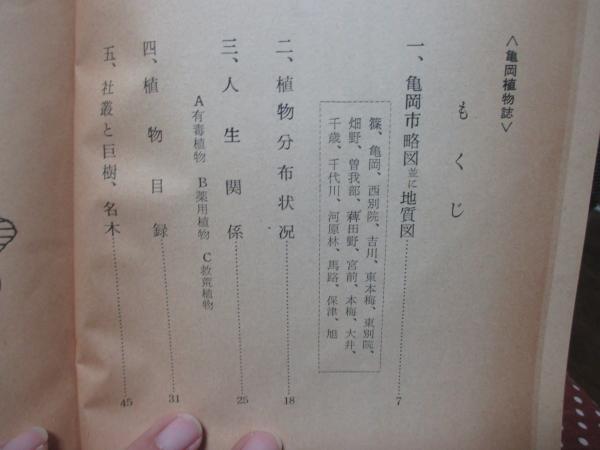 〈亀岡植物誌〉
もくじ
一、亀岡市略図並に地質図…………7
篠、亀岡、西別院、吉川、東本梅、東別院、
畑野、曽我部、薭田野、宮前、本梅、大井、
千歳、千代川、河原林、馬路、保津、旭
二、植物分布状況…………18
三、人生関係…………25
A有毒植物 B薬用植物 C救荒植物
四、植物目録…………31
五、社叢と巨樹、名木…………45